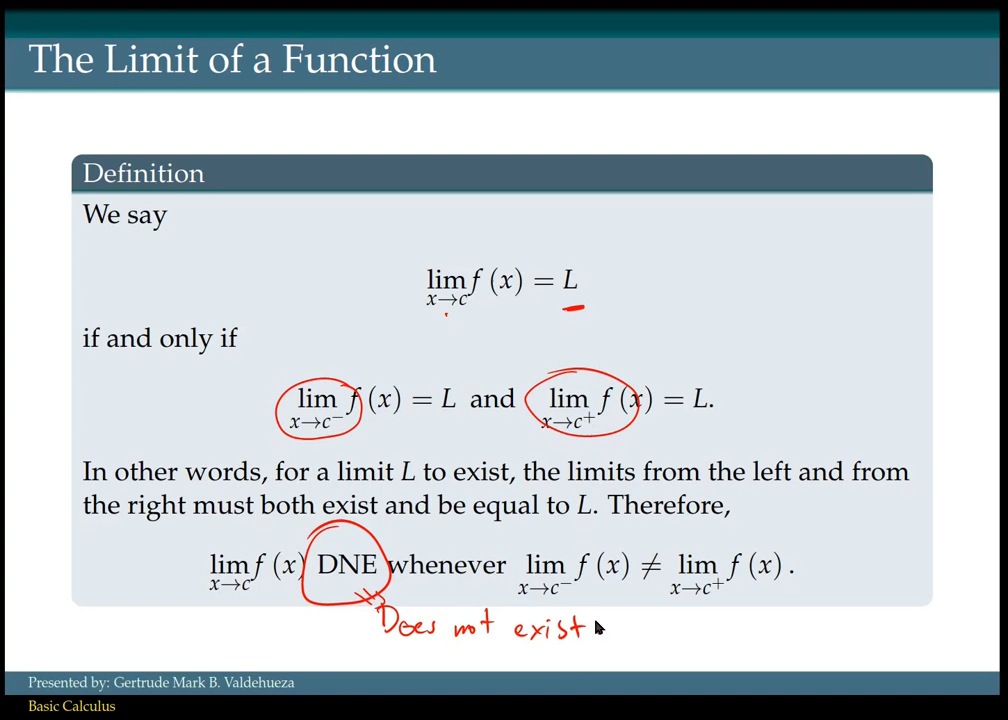 The Limit of a Function
Definition
We say
lim f (x) = L
x→c
if and only if
lim f (x) = L and lim f (x) = L.
x→c⁻ x→c⁺
In other words, for a limit L to exist, the limits from the left and from
the right must both exist and be equal to L. Therefore,
lim f (x) DNE whenever lim f (x) ≠ lim f (x) .
x→c x→c⁻ x→c⁺
Does not exist
Presented by: Gertrude Mark B. Valdehueza
Basic Calculus